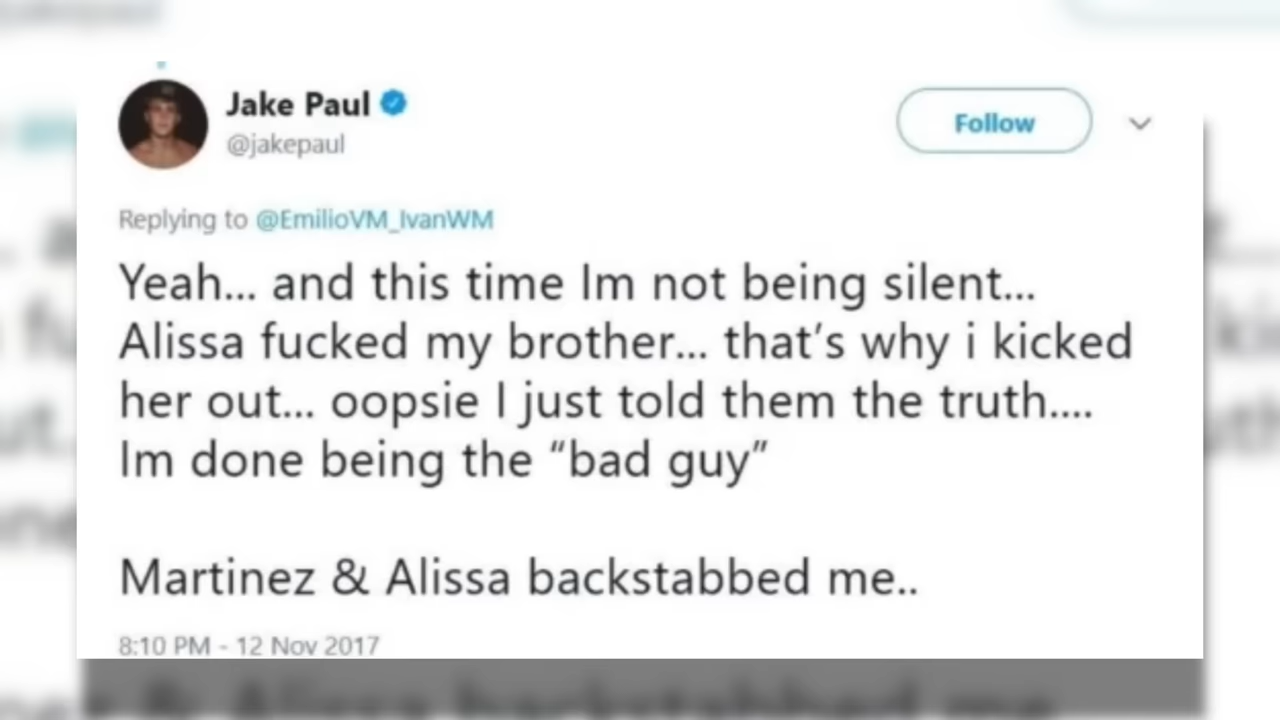 Jake Paul
@jakepaul
Follow
Replying to @EmilioVM_IvanWM
Yeah... and this time Im not being silent...
Alissa fucked my brother... that's why i kicked
her out... oopsie I just told them the truth....
Im done being the “bad guy”
Martinez & Alissa backstabbed me..
8:10 PM - 12 Nov 2017